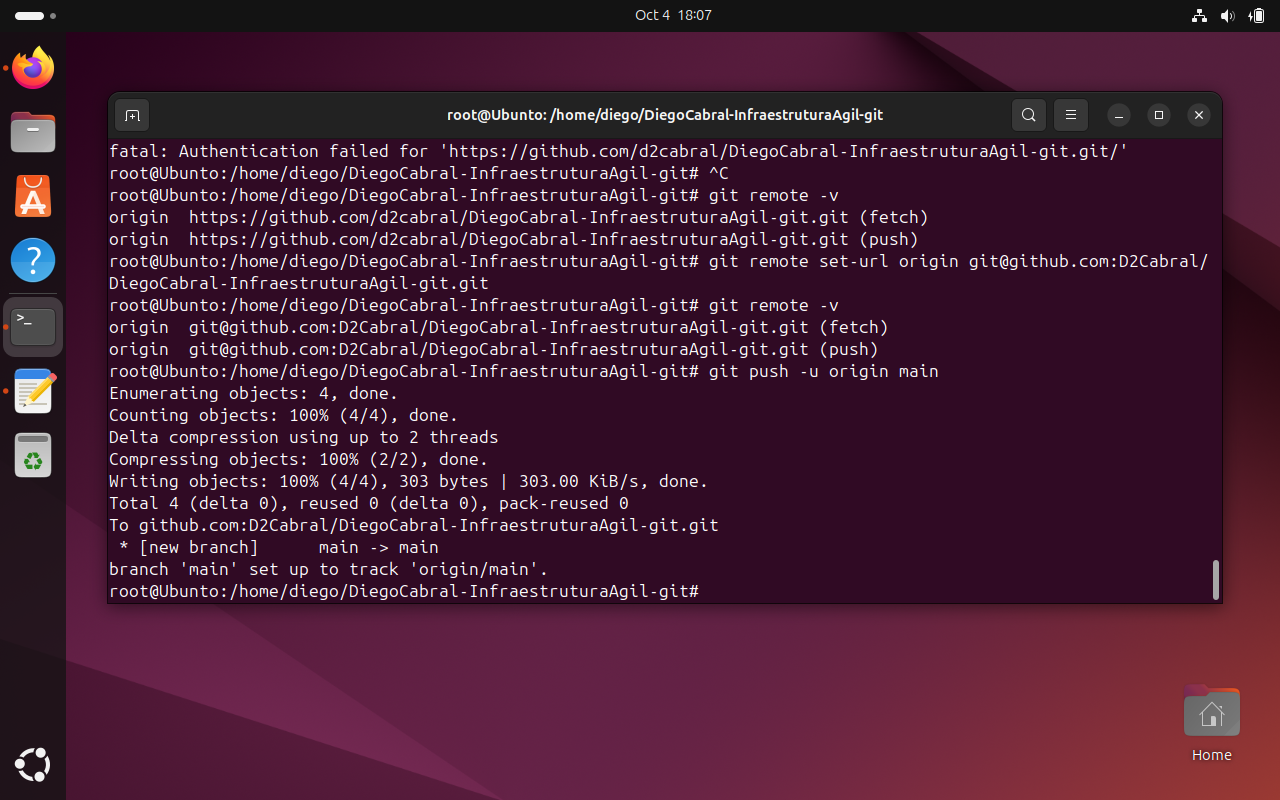 Oct 4 18:07
root@Ubunto: /home/diego/DiegoCabral-InfraestruturaAgil-git
fatal: Authentication failed for 'https://github.com/d2cabral/DiegoCabral-InfraestruturaAgil-git.git/'
root@Ubunto:/home/diego/DiegoCabral-InfraestruturaAgil-git# ^C
root@Ubunto:/home/diego/DiegoCabral-InfraestruturaAgil-git# git remote -v
origin  https://github.com/d2cabral/DiegoCabral-InfraestruturaAgil-git.git (fetch)
origin  https://github.com/d2cabral/DiegoCabral-InfraestruturaAgil-git.git (push)
root@Ubunto:/home/diego/DiegoCabral-InfraestruturaAgil-git# git remote set-url origin git@github.com:D2Cabral/
DiegoCabral-InfraestruturaAgil-git.git
root@Ubunto:/home/diego/DiegoCabral-InfraestruturaAgil-git# git remote -v
origin  git@github.com:D2Cabral/DiegoCabral-InfraestruturaAgil-git.git (fetch)
origin  git@github.com:D2Cabral/DiegoCabral-InfraestruturaAgil-git.git (push)
root@Ubunto:/home/diego/DiegoCabral-InfraestruturaAgil-git# git push -u origin main
Enumerating objects: 4, done.
Counting objects: 100% (4/4), done.
Delta compression using up to 2 threads
Compressing objects: 100% (2/2), done.
Writing objects: 100% (4/4), 303 bytes | 303.00 KiB/s, done.
Total 4 (delta 0), reused 0 (delta 0), pack-reused 0
To github.com:D2Cabral/DiegoCabral-InfraestruturaAgil-git.git
 * [new branch]      main -> main
branch 'main' set up to track 'origin/main'.
root@Ubunto:/home/diego/DiegoCabral-InfraestruturaAgil-git#
Home